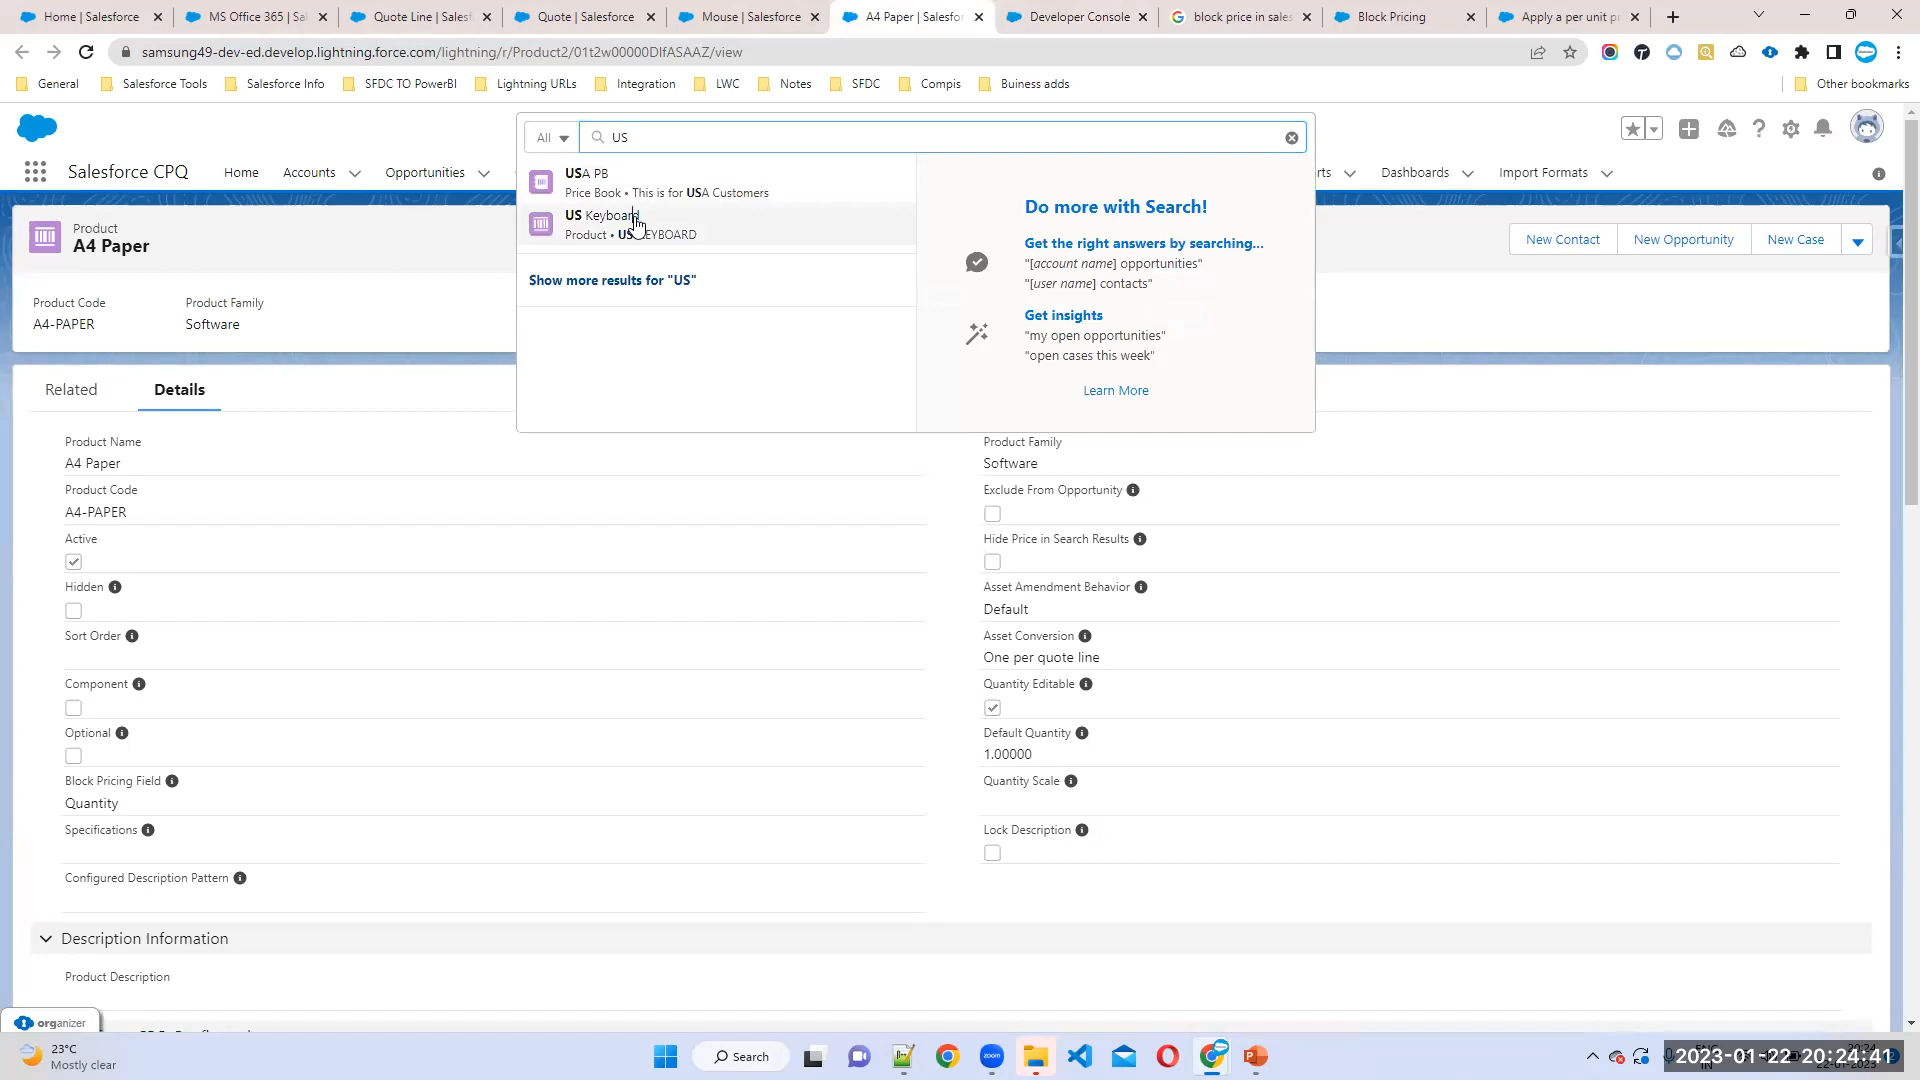 Home | Salesforce
MS Office 365 | Sal
Quote Line | Salesf
Quote | Salesforce
Mouse | Salesforce
A4 Paper | Salesfor
Developer Console
block price in sales
Block Pricing
Apply a per unit p
samsung49-dev-ed.develop.lightning.force.com/lightning/r/Product2/01t2w00000DlfASAAZ/view
General
Salesforce Tools
Salesforce Info
SFDC TO PowerBI
Lightning URLs
Integration
LWC
Notes
SFDC
Compis
Buiness adds
Other bookmarks
All
US
Salesforce CPQ
Home
Accounts
Opportunities
rts
Dashboards
Import Formats
USA PB
Price Book • This is for USA Customers
US Keyboard
Product • US KEYBOARD
Show more results for "US"
Do more with Search!
Get the right answers by searching...
"[account name] opportunities"
"[user name] contacts"
Get insights
"my open opportunities"
"open cases this week"
Learn More
Product
A4 Paper
New Contact
New Opportunity
New Case
Product Code
A4-PAPER
Product Family
Software
Related
Details
Product Name
A4 Paper
Product Family
Software
Product Code
A4-PAPER
Exclude From Opportunity
Active
Hide Price in Search Results
Hidden
Asset Amendment Behavior
Default
Sort Order
Asset Conversion
One per quote line
Component
Quantity Editable
Optional
Default Quantity
1.00000
Block Pricing Field
Quantity
Quantity Scale
Specifications
Lock Description
Configured Description Pattern
Description Information
Product Description
organizer
23°C
Mostly clear
Search
zoom
2023-01-22 20:24:41